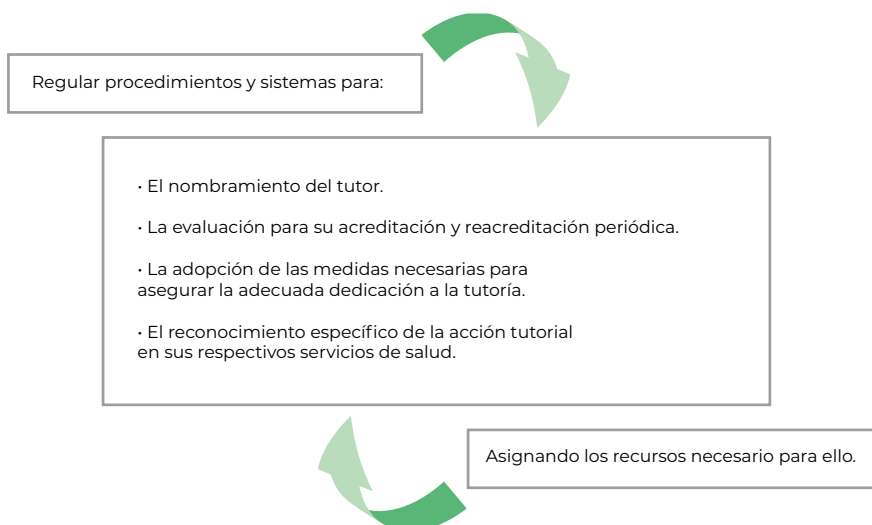 Regular procedimientos y sistemas para:
· El nombramiento del tutor.
· La evaluación para su acreditación y reacreditación periódica.
· La adopción de las medidas necesarias para
asegurar la adecuada dedicación a la tutoría.
· El reconocimiento específico de la acción tutorial
en sus respectivos servicios de salud.
Asignando los recursos necesario para ello.